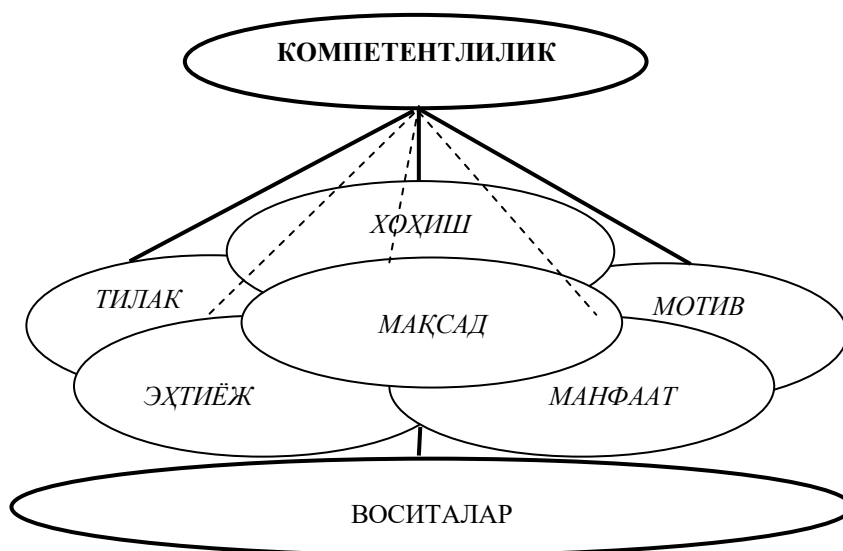 КОМПЕТЕНТЛИЛИК
ХОҲИШ
ТИЛАК
МОТИВ
МАҚСАД
ЭҲТИЁЖ
МАНФААТ
ВОСИТАЛАР